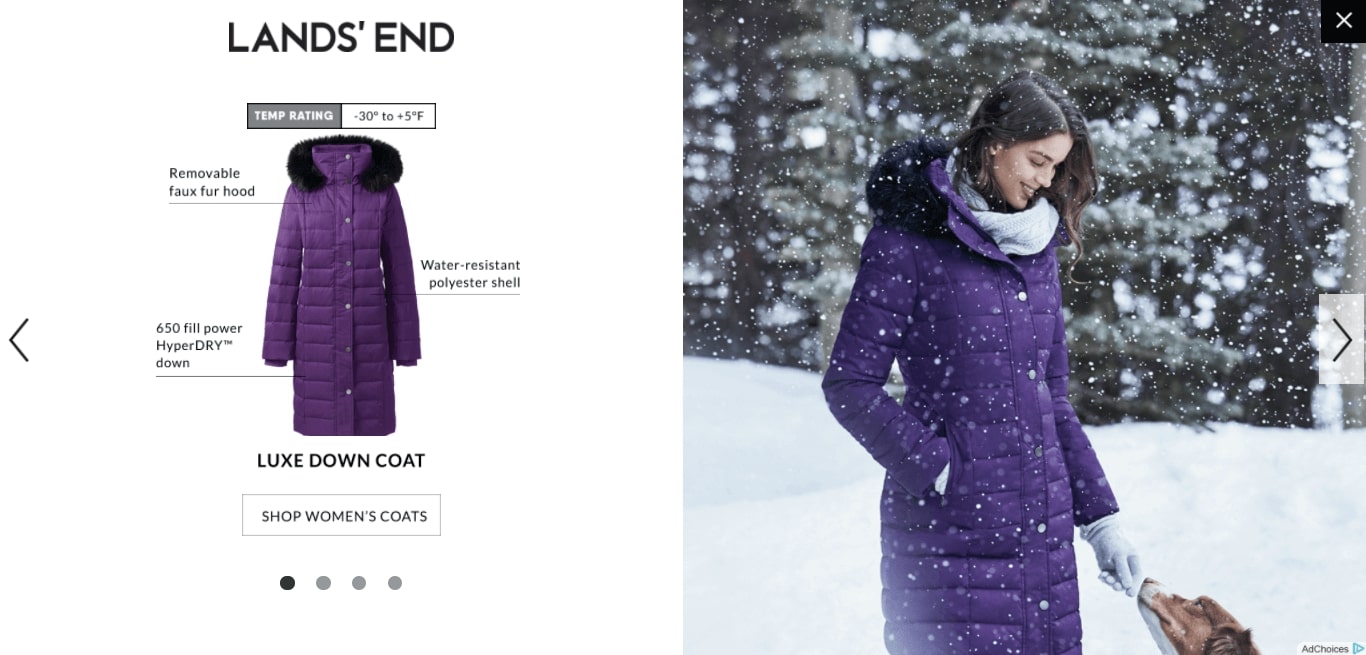 LANDS' END
TEMP RATING -30° to +5°F
Removable
faux fur hood
Water-resistant
polyester shell
650 fill power
HyperDRY™
down
LUXE DOWN COAT
SHOP WOMEN'S COATS
AdChoices